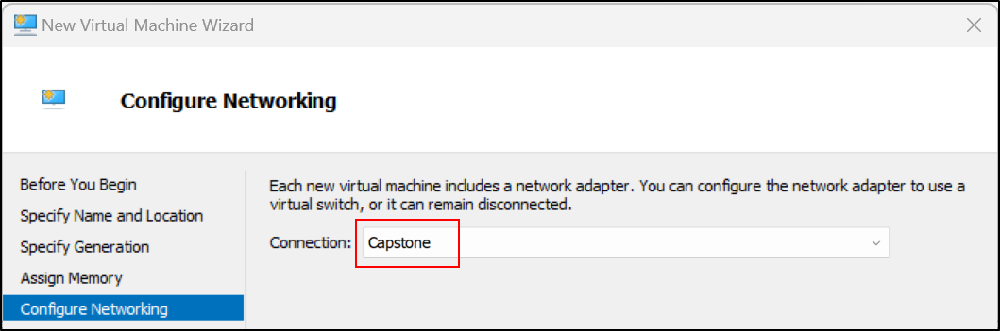 New Virtual Machine Wizard
Configure Networking
Before You Begin
Specify Name and Location
Specify Generation
Assign Memory
Configure Networking
Each new virtual machine includes a network adapter. You can configure the network adapter to use a
virtual switch, or it can remain disconnected.
Connection: Capstone